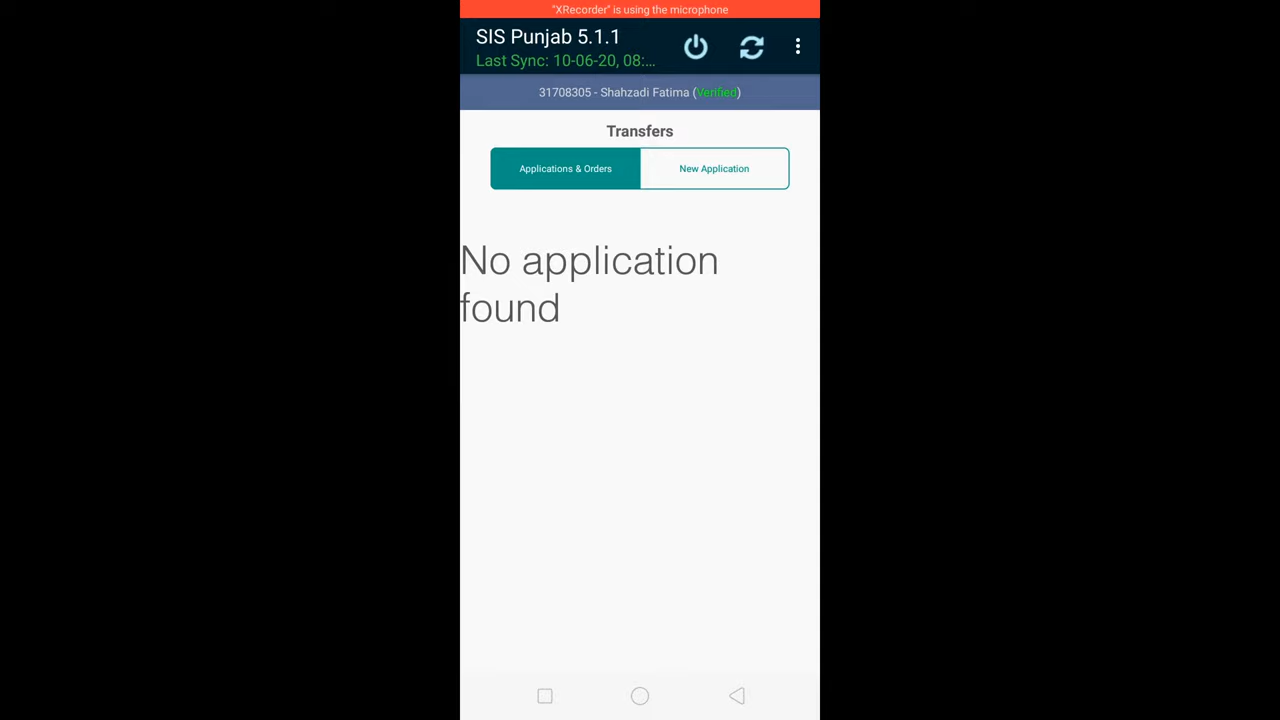 "XRecorder" is using the microphone
SIS Punjab 5.1.1
Last Sync: 10-06-20, 08:...
31708305 - Shahzadi Fatima (Verified)
Transfers
Applications & Orders
New Application
No application
found